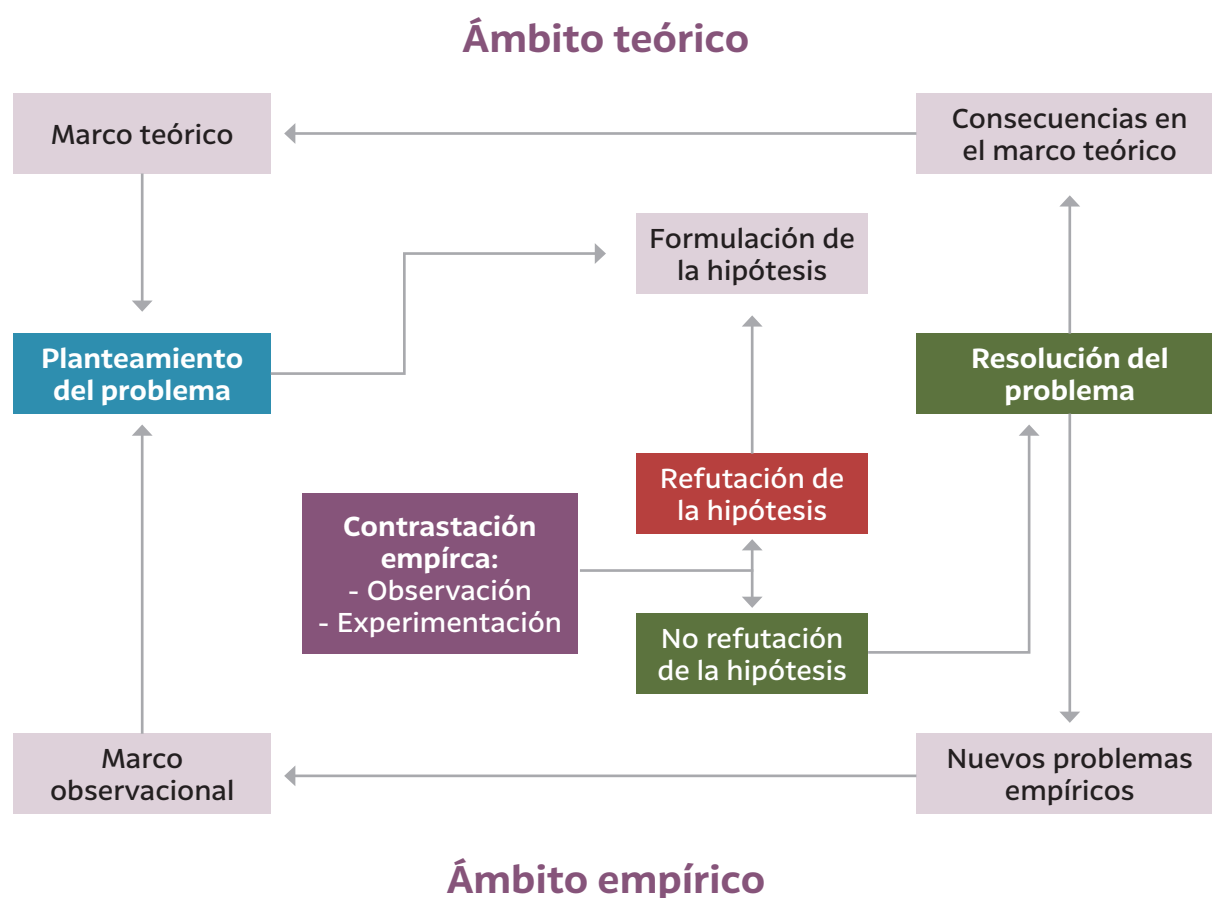 Ámbito teórico
Marco teórico
Consecuencias en
el marco teórico
Formulación de
la hipótesis
Planteamiento
del problema
Resolución del
problema
Refutación de
la hipótesis
Contrastación
empírca:
- Observación
- Experimentación
No refutación
de la hipótesis
Marco
observacional
Nuevos problemas
empíricos
Ámbito empírico